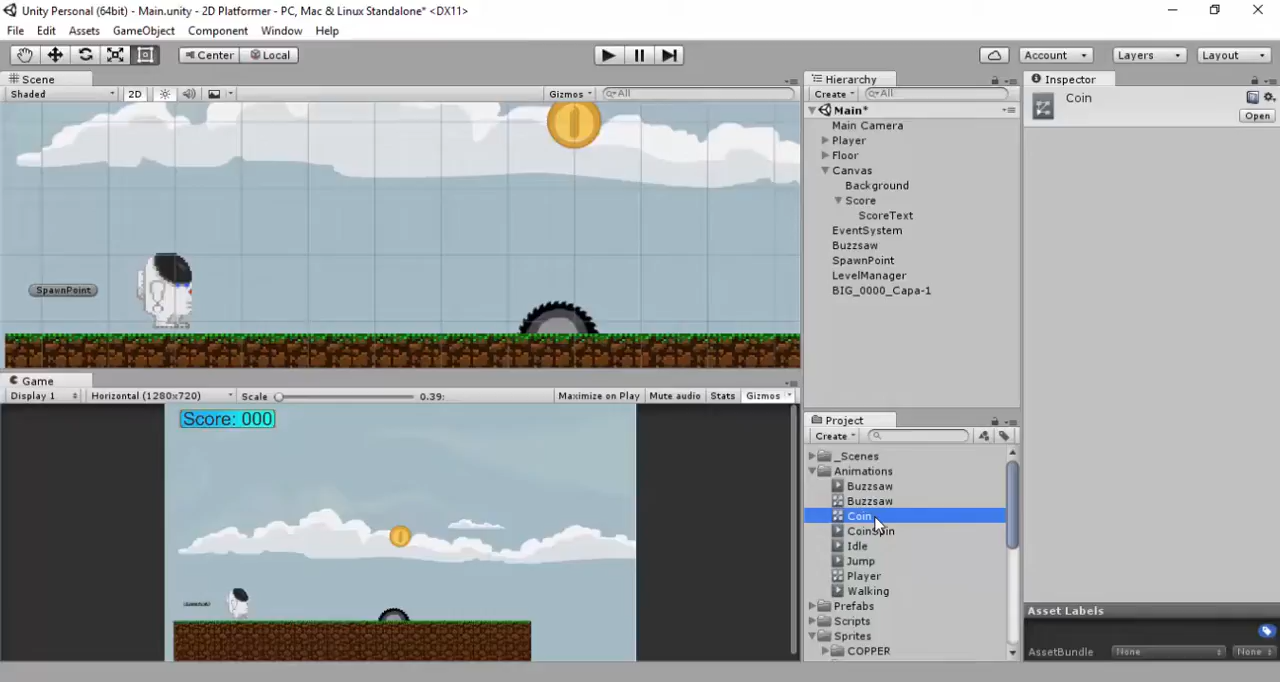 Unity Personal (64bit) - Main.unity - 2D Platformer - PC, Mac & Linux Standalone* <DX11>
File Edit Assets GameObject Component Window Help
Center Local Account Layers Layout
Scene
Shaded 2D Gizmos All
SpawnPoint
Game
Display 1 Horizontal (1280x720) Scale 0.39: Maximize on Play Mute audio Stats Gizmos
Score: 000
Hierarchy
Create All
Main*
Main Camera
Player
Floor
Canvas
Background
Score
ScoreText
EventSystem
Buzzsaw
SpawnPoint
LevelManager
BIG_0000_Capa-1
Project
Create
_Scenes
Animations
Buzzsaw
Buzzsaw
Coin
Idle
Jump
Player
Walking
Prefabs
Scripts
Sprites
COPPER
Inspector
Coin
Open
Asset Labels
AssetBundle None None